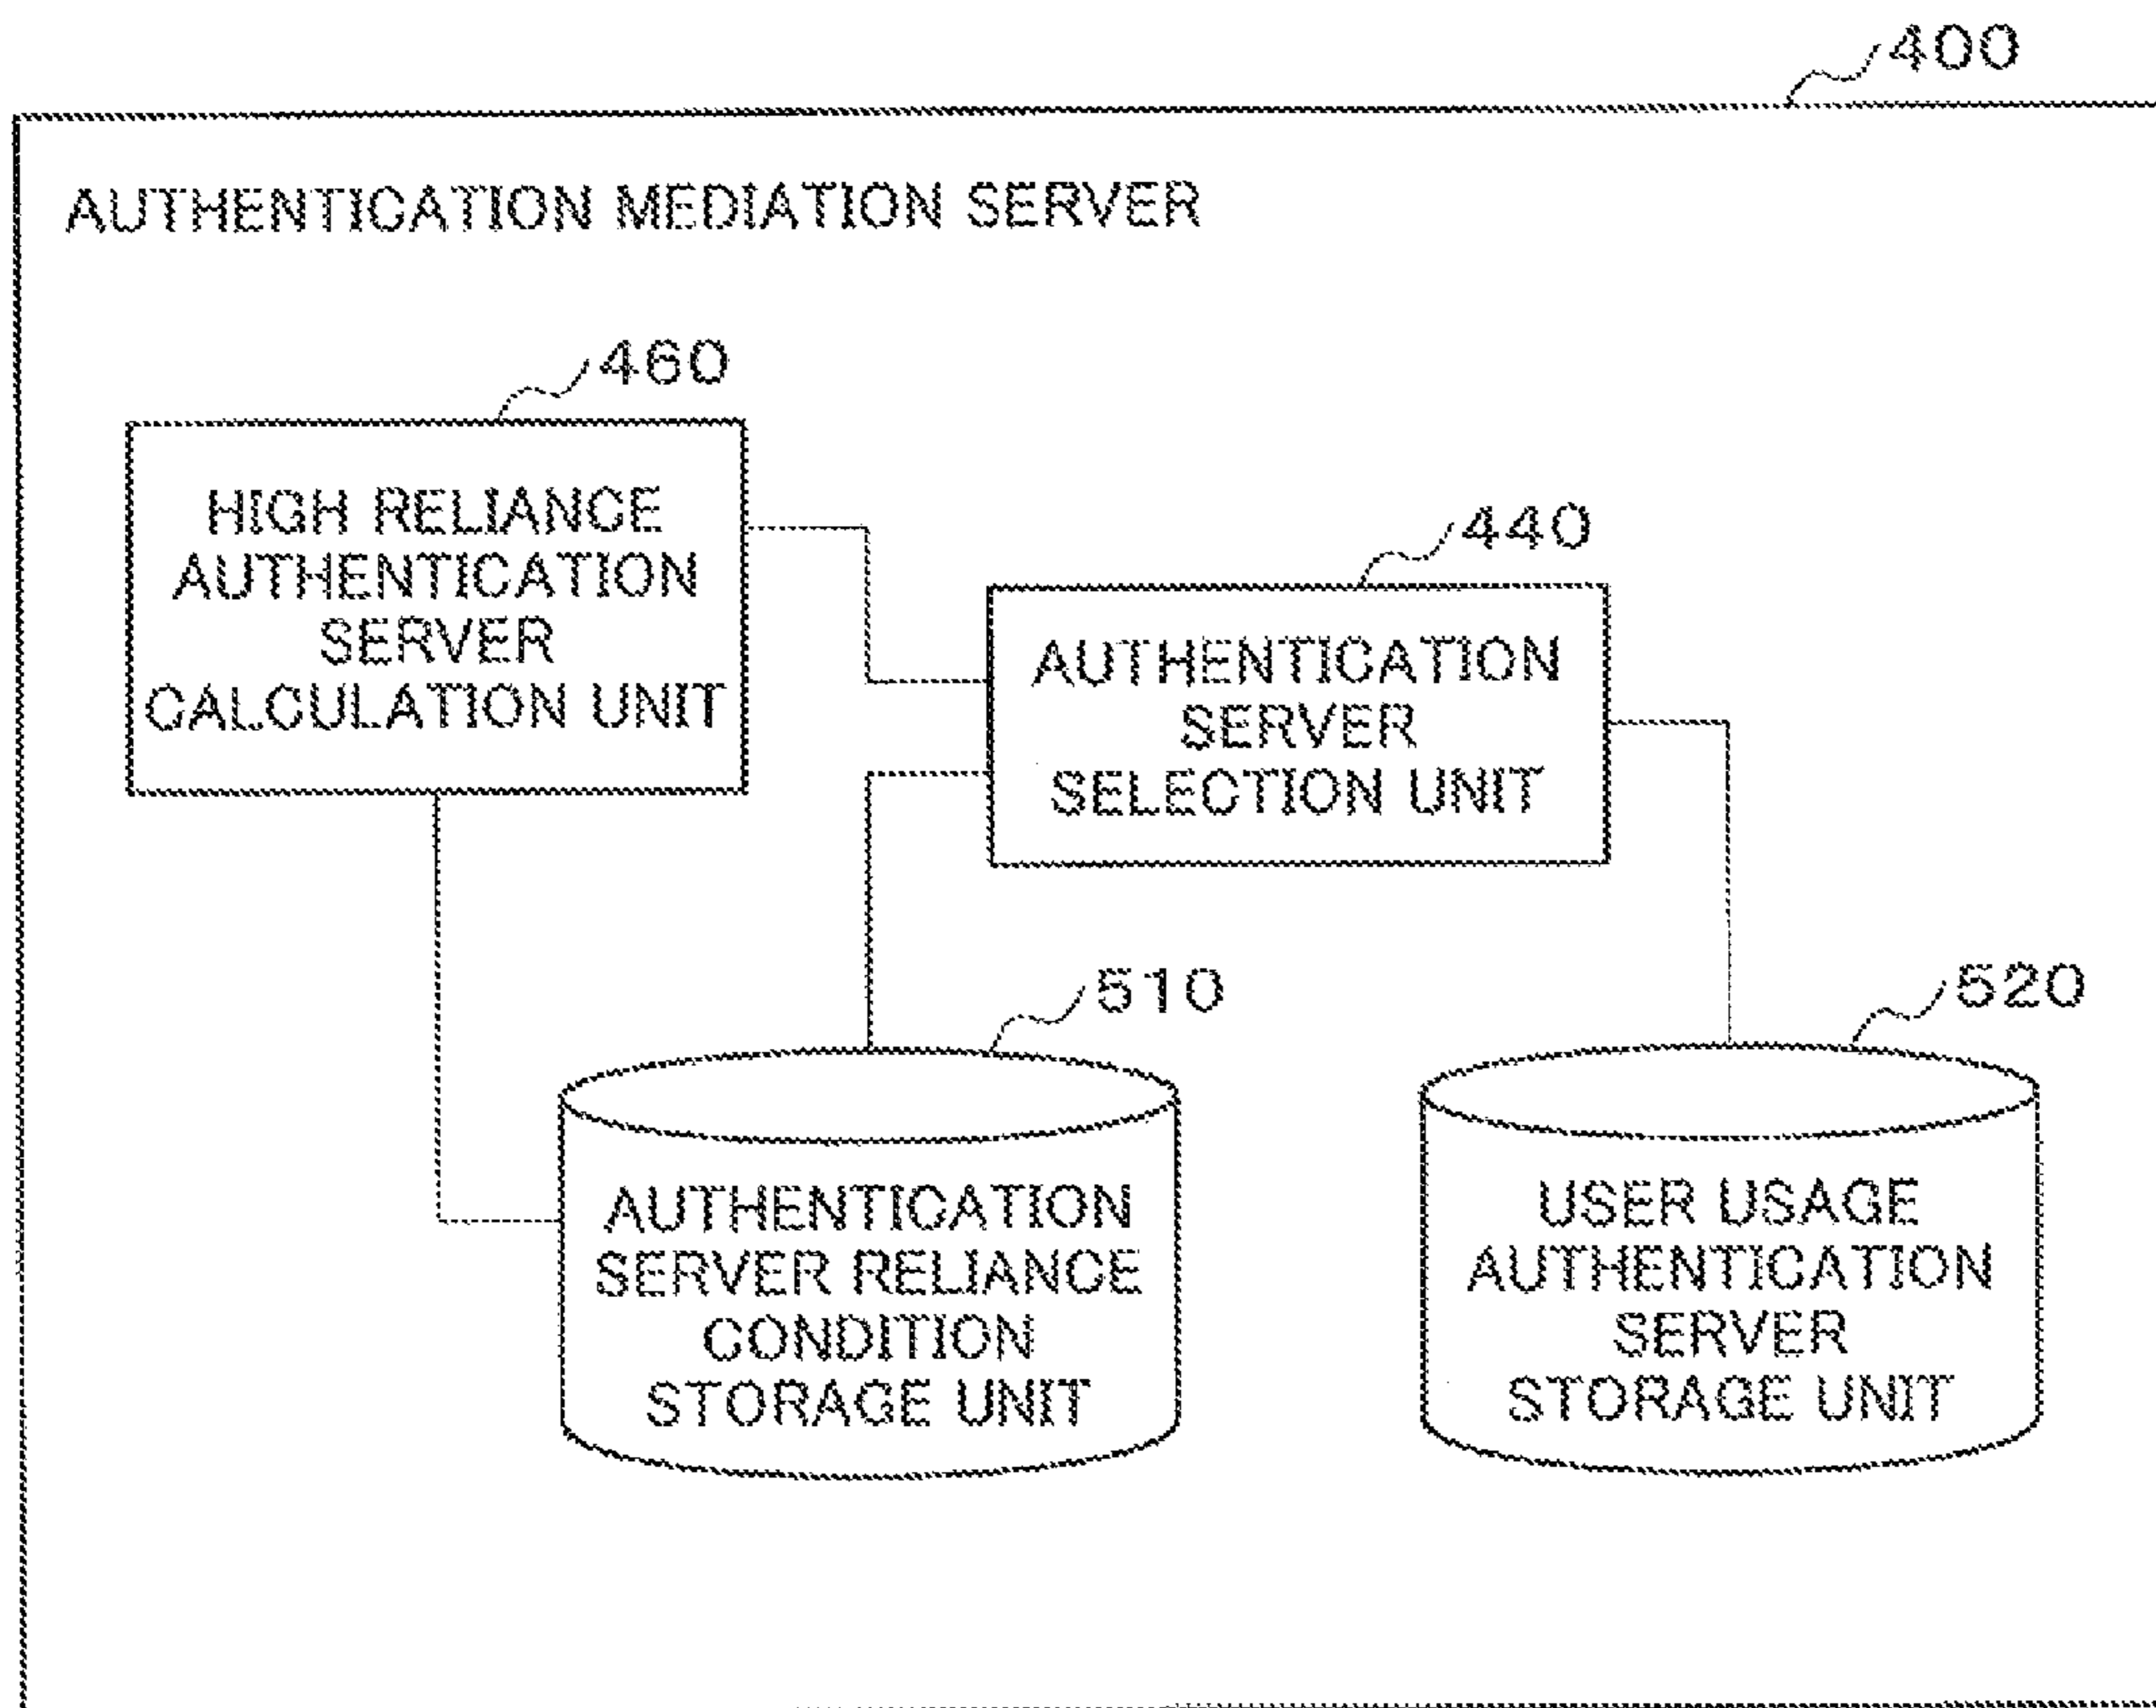 400
AUTHENTICATION MEDIATION SERVER
460
HIGH RELIANCE
AUTHENTICATION
SERVER
CALCULATION UNIT
440
AUTHENTICATION
SERVER
SELECTION UNIT
510
AUTHENTICATION
SERVER RELIANCE
CONDITION
STORAGE UNIT
520
USER USAGE
AUTHENTICATION
SERVER
STORAGE UNIT